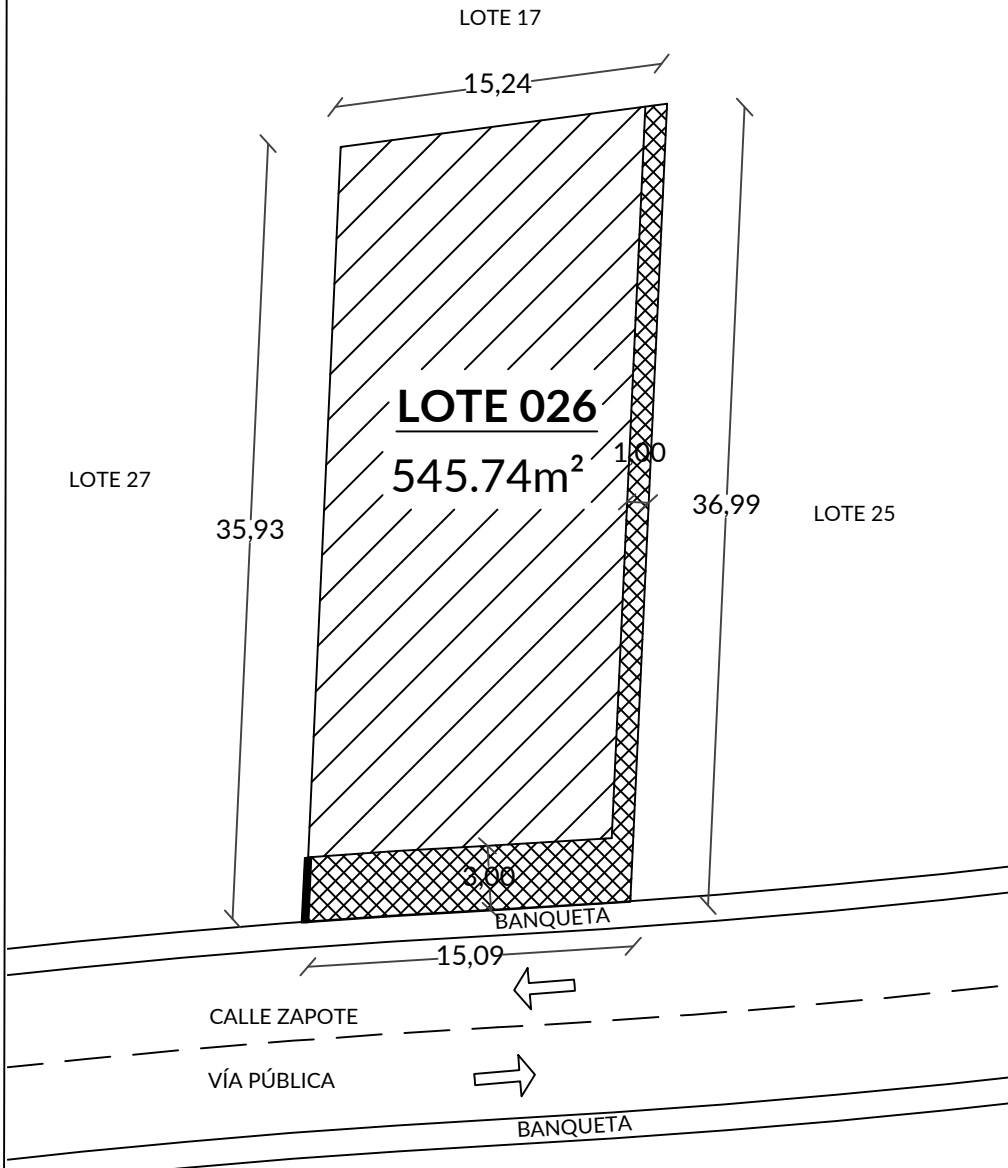 LOTE 17
15,24
LOTE 026
1,00
545.74m²
LOTE 27
36,99
LOTE 25
35,93
3,00
BANQUETA
15,09
CALLE ZAPOTE
VÍA PÚBLICA
BANQUETA